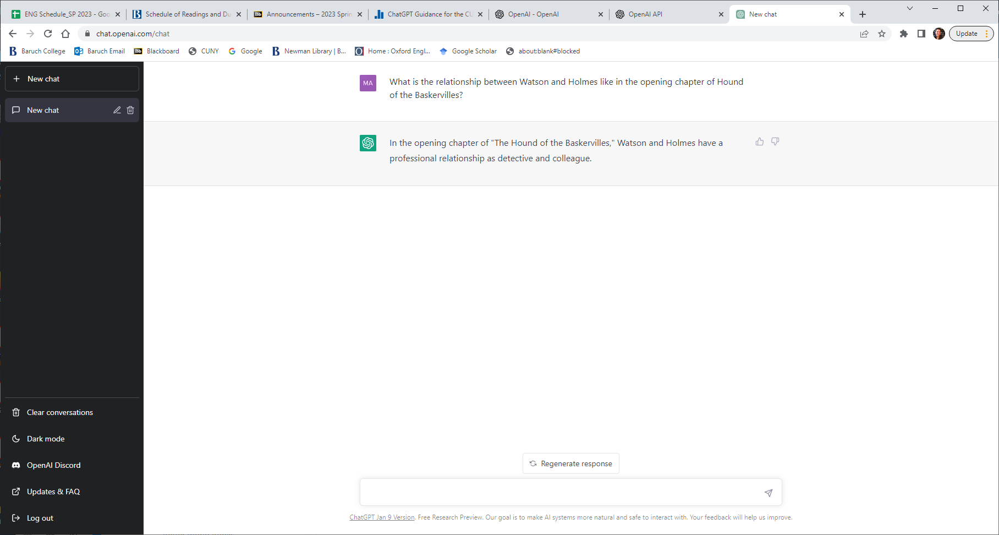 ENG Schedule_SP 2023 - Goo
Schedule of Readings and Du
Bb Announcements – 2023 Sprin
ChatGPT Guidance for the CU
OpenAI - OpenAI
OpenAI API
New chat
chat.openai.com/chat
Update
B Baruch College
Baruch Email
Bb Blackboard
CUNY
G Google
B Newman Library | B...
Home : Oxford Engl...
Google Scholar
about:blank#blocked
+ New chat
New chat
MA
What is the relationship between Watson and Holmes like in the opening chapter of Hound
of the Baskervilles?
In the opening chapter of "The Hound of the Baskervilles," Watson and Holmes have a
professional relationship as detective and colleague.
Clear conversations
Dark mode
OpenAI Discord
Updates & FAQ
Log out
Regenerate response
ChatGPT Jan 9 Version. Free Research Preview. Our goal is to make AI systems more natural and safe to interact with. Your feedback will help us improve.